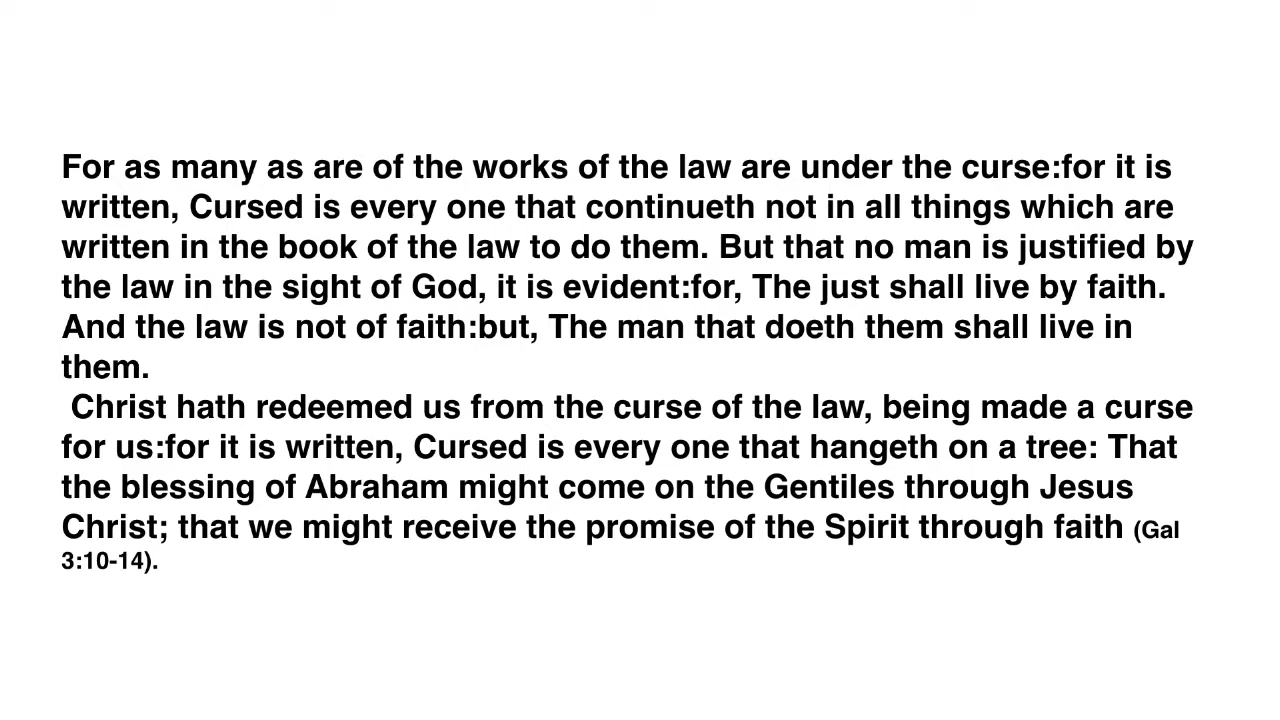 For as many as are of the works of the law are under the curse:for it is
written, Cursed is every one that continueth not in all things which are
written in the book of the law to do them. But that no man is justified by
the law in the sight of God, it is evident:for, The just shall live by faith.
And the law is not of faith:but, The man that doeth them shall live in
them.
Christ hath redeemed us from the curse of the law, being made a curse
for us:for it is written, Cursed is every one that hangeth on a tree: That
the blessing of Abraham might come on the Gentiles through Jesus
Christ; that we might receive the promise of the Spirit through faith (Gal
3:10-14).